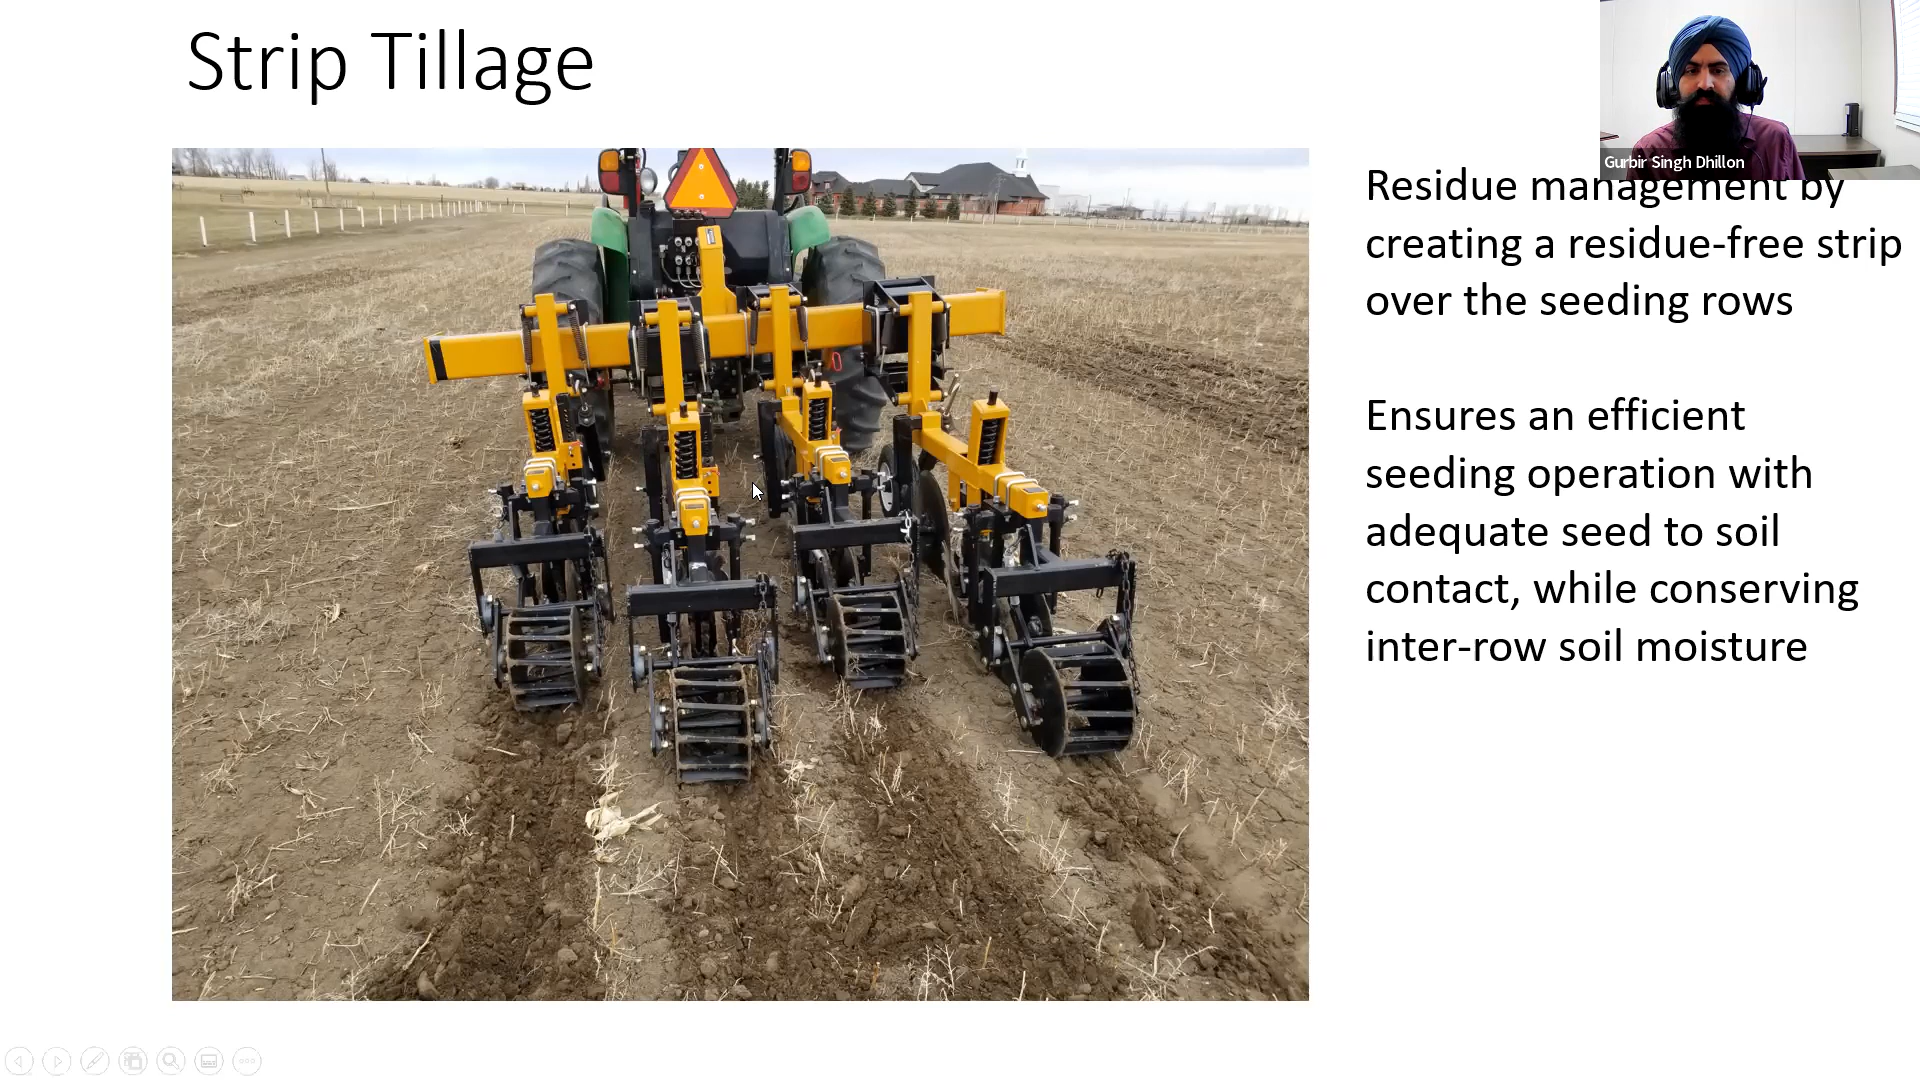 Strip Tillage
Gurbir Singh Dhillon
Residue management by
creating a residue-free strip
over the seeding rows
Ensures an efficient
seeding operation with
adequate seed to soil
contact, while conserving
inter-row soil moisture